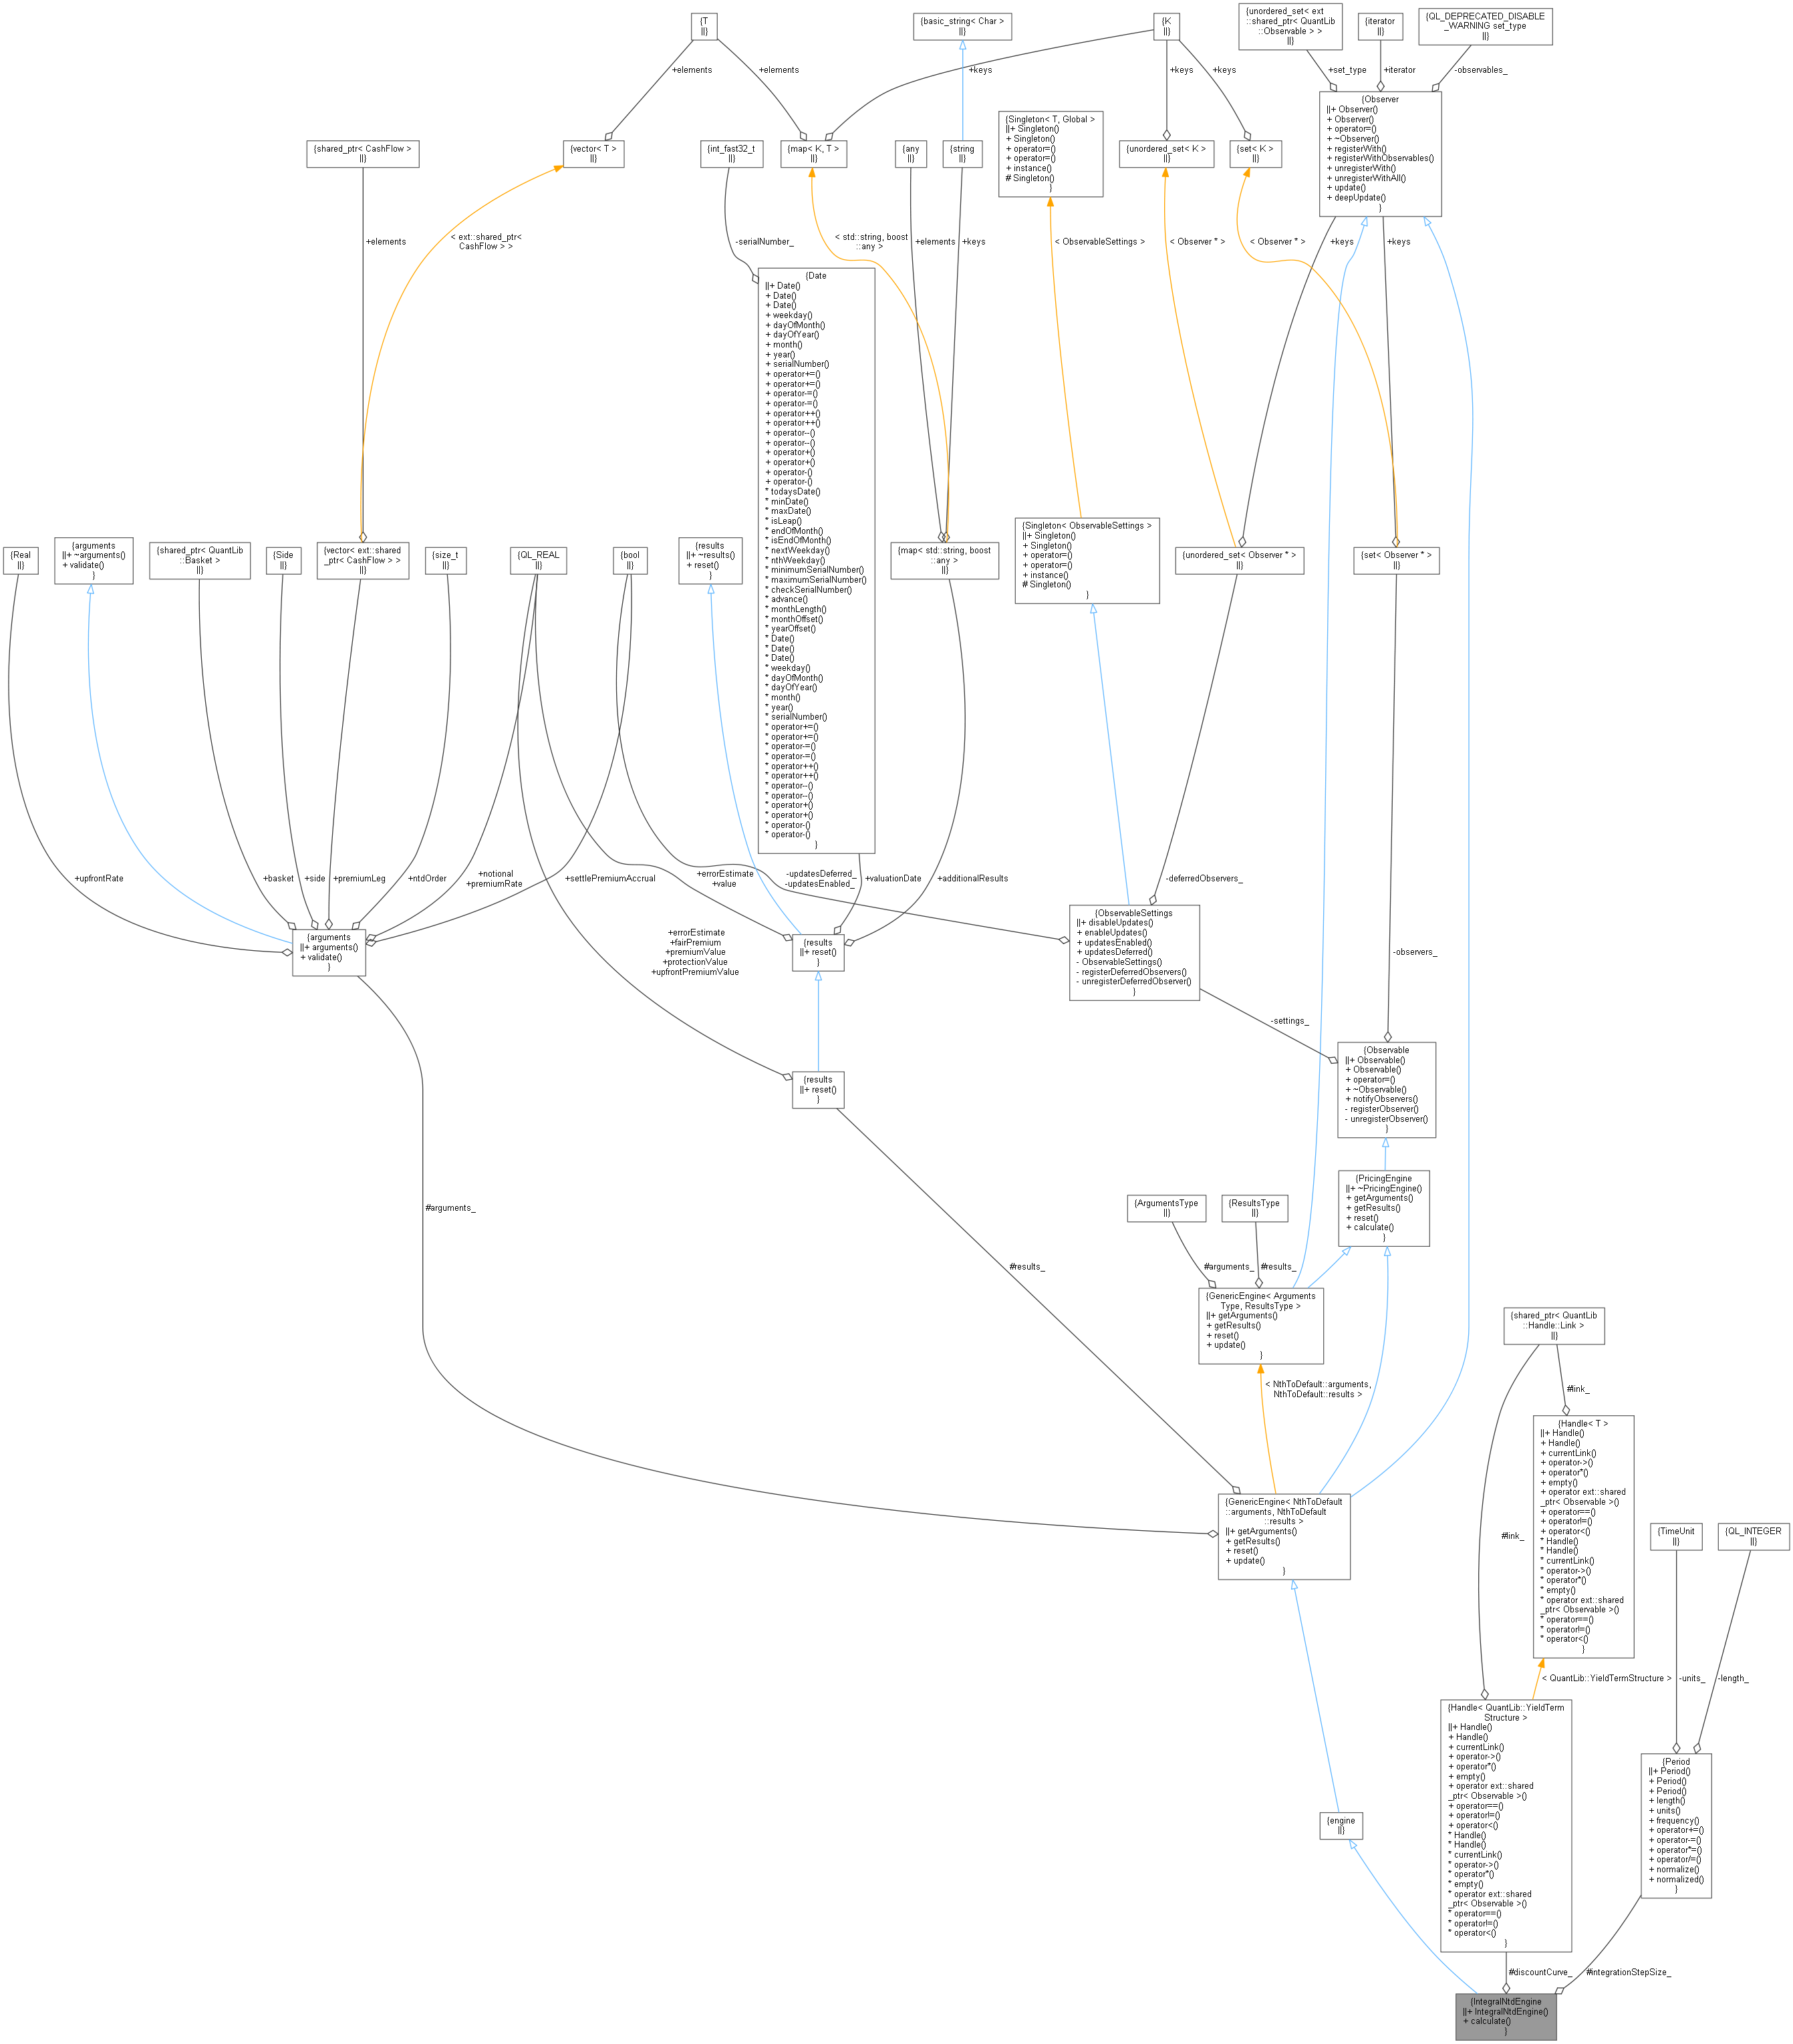 {T
||}
{basic_string< Char >
||}
{K
||}
{unordered_set< ext
::shared_ptr< QuantLib
::Observable > >
||}
{iterator
||}
{QL_DEPRECATED_DISABLE
_WARNING set_type
||}
+elements
+elements
+keys
+keys
+keys
+set_type
+iterator
-observables_
{shared_ptr< CashFlow >
||}
{vector< T >
||}
{int_fast32_t
||}
{map< K, T >
||}
{any
||}
{string
||}
{Singleton< T, Global >
||+ Singleton()
+ Singleton()
+ operator=()
+ operator=()
+ instance()
# Singleton()
}
{unordered_set< K >
||}
{set< K >
||}
{Observer
||+ Observer()
+ Observer()
+ operator=()
+ ~Observer()
+ registerWith()
+ registerWithObservables()
+ unregisterWith()
+ unregisterWithAll()
+ update()
+ deepUpdate()
}
+elements
< ext::shared_ptr<
CashFlow > >
-serialNumber_
< std::string, boost
::any >
+elements
+keys
< ObservableSettings >
< Observer * >
< Observer * >
+keys
+keys
{Date
||+ Date()
+ Date()
+ Date()
+ weekday()
+ dayOfMonth()
+ dayOfYear()
+ month()
+ year()
+ serialNumber()
+ operator+=()
+ operator+=()
+ operator-=()
+ operator-=()
+ operator++()
+ operator++()
+ operator--()
+ operator--()
+ operator+()
+ operator+()
+ operator-()
+ operator-()
* todaysDate()
* minDate()
* maxDate()
* isLeap()
* endOfMonth()
* isEndOfMonth()
* nextWeekday()
* nthWeekday()
* minimumSerialNumber()
* maximumSerialNumber()
* checkSerialNumber()
* advance()
* monthLength()
* monthOffset()
* yearOffset()
* Date()
* Date()
* Date()
* weekday()
* dayOfMonth()
* dayOfYear()
* month()
* year()
* serialNumber()
* operator+=()
* operator+=()
* operator-=()
* operator-=()
* operator++()
* operator++()
* operator--()
* operator--()
* operator+()
* operator+()
* operator-()
* operator-()
}
{Real
||}
{arguments
||+ ~arguments()
+ validate()
}
{shared_ptr< QuantLib
::Basket >
||}
{Side
||}
{vector< ext::shared
_ptr< CashFlow > >
||}
{size_t
||}
{QL_REAL
||}
{bool
||}
{results
||+ ~results()
+ reset()
}
{map< std::string, boost
::any >
||}
{Singleton< ObservableSettings >
||+ Singleton()
+ Singleton()
+ operator=()
+ operator=()
+ instance()
# Singleton()
}
{unordered_set< Observer * >
||}
{set< Observer * >
||}
+upfrontRate
+basket
+side
+premiumLeg
+ntdOrder
+notional
+premiumRate
+settlePremiumAccrual
+errorEstimate
+value
-updatesDeferred_
-updatesEnabled_
+valuationDate
+additionalResults
-deferredObservers_
{arguments
||+ arguments()
+ validate()
}
+errorEstimate
+fairPremium
+premiumValue
+protectionValue
+upfrontPremiumValue
{results
||+ reset()
}
{ObservableSettings
||+ disableUpdates()
+ enableUpdates()
+ updatesEnabled()
+ updatesDeferred()
- ObservableSettings()
- registerDeferredObservers()
- unregisterDeferredObserver()
}
-observers_
-settings_
{results
||+ reset()
}
{Observable
||+ Observable()
+ Observable()
+ operator=()
+ ~Observable()
+ notifyObservers()
- registerObserver()
- unregisterObserver()
}
{PricingEngine
||+ ~PricingEngine()
+ getArguments()
+ getResults()
+ reset()
+ calculate()
}
{ArgumentsType
||}
{ResultsType
||}
#arguments_
#results_
#arguments_
#results_
{GenericEngine< Arguments
Type, ResultsType >
||+ getArguments()
+ getResults()
+ reset()
+ update()
}
{shared_ptr< QuantLib
::Handle::Link >
||}
< NthToDefault::arguments,
NthToDefault::results >
#link_
{Handle< T >
||+ Handle()
+ Handle()
+ currentLink()
+ operator->()
+ operator*()
+ empty()
+ operator ext::shared
_ptr< Observable >()
+ operator==()
+ operator!=()
+ operator<()
* Handle()
* Handle()
* currentLink()
* operator->()
* operator*()
* empty()
* operator ext::shared
_ptr< Observable >()
* operator==()
* operator!=()
* operator<()
}
{GenericEngine< NthToDefault
::arguments, NthToDefault
::results >
||+ getArguments()
+ getResults()
+ reset()
+ update()
}
#link_
{TimeUnit
||}
{QL_INTEGER
||}
< QuantLib::YieldTermStructure >
-units_
-length_
{Handle< QuantLib::YieldTerm
Structure >
||+ Handle()
+ Handle()
+ currentLink()
+ operator->()
+ operator*()
+ empty()
+ operator ext::shared
_ptr< Observable >()
+ operator==()
+ operator!=()
+ operator<()
* Handle()
* Handle()
* currentLink()
* operator->()
* operator*()
* empty()
* operator ext::shared
_ptr< Observable >()
* operator==()
* operator!=()
* operator<()
}
{Period
||+ Period()
+ Period()
+ Period()
+ length()
+ units()
+ frequency()
+ operator+=()
+ operator-=()
+ operator*=()
+ operator/=()
+ normalize()
+ normalized()
}
{engine
||}
#discountCurve_
#integrationStepSize_
{IntegralNtdEngine
||+ IntegralNtdEngine()
+ calculate()
}